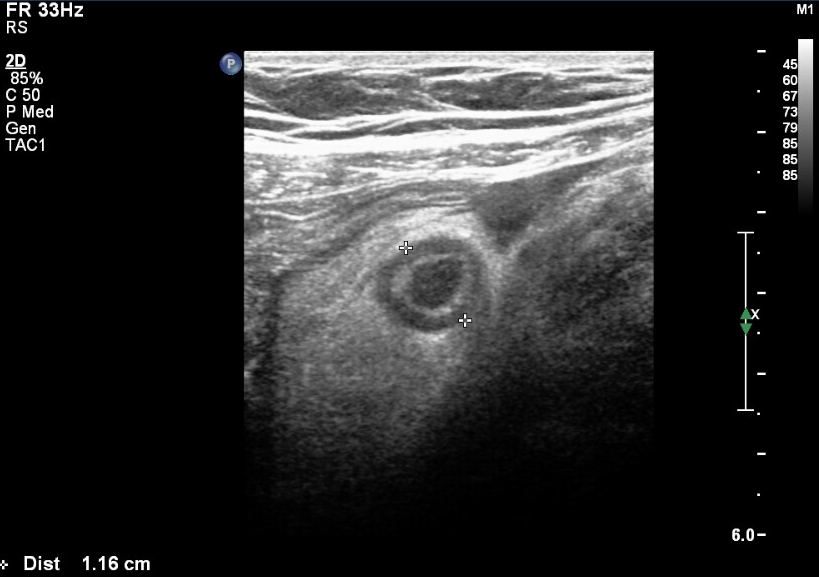 FR 33Hz
RS
2D
85%
C 50
P Med
Gen
TAC1
P
M1
45
60
67
73
79
85
85
85
X
6.0
Dist 1.16 cm